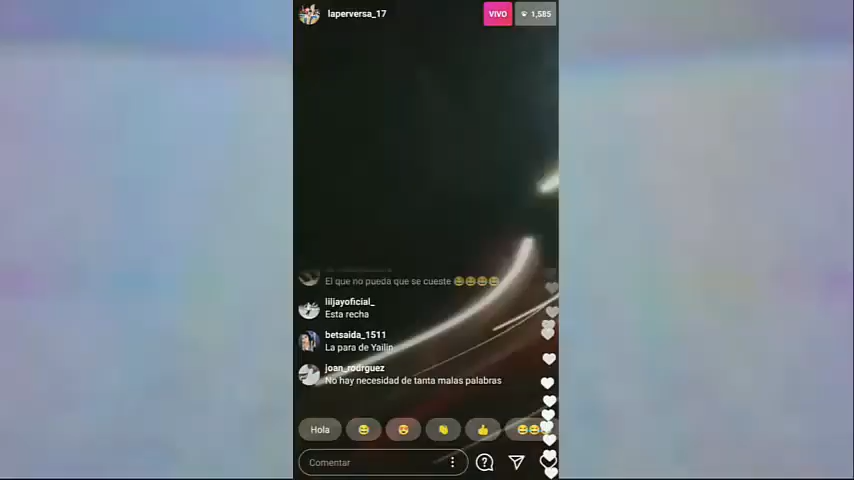 laperversa_17
VIVO
1,585
El que no pueda que se cueste 😂😂😂😂
liljayoficial_
Esta recha
betsaida_1511
La para de Yailin
joan_rodrguez
No hay necesidad de tanta malas palabras
Hola
Comentar